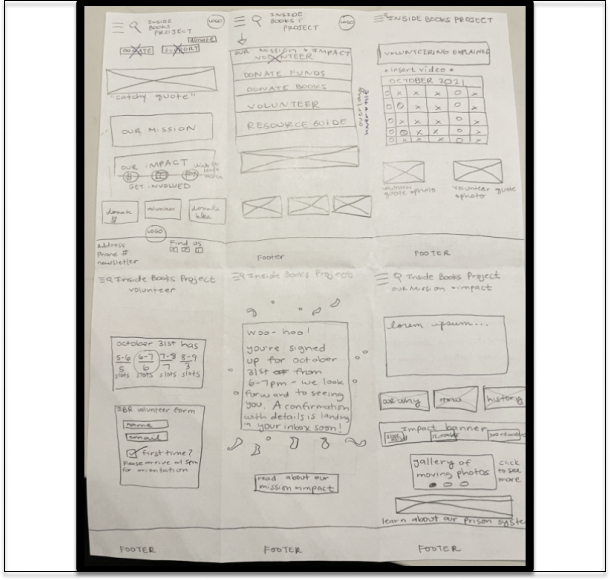 INSIDE
BOOKS
PROJECT
LOGO
DONATE
DONATE
SUPPORT
"catchy quote"
OUR MISSION
OUR IMPACT
GET INVOLVED
donate
$
volunteer
donate
LOGO
Address
Phone #
newsletter
Find us
INSIDE
BOOKS
PROJECT
LOGO
OUR MISSION + IMPACT
VOLUNTEER
DONATE FUNDS
DONATE BOOKS
VOLUNTEER
RESOURCE GUIDE
FOOTER
INSIDE BOOKS PROJECT
VOLUNTEERING EXPLAINER
* insert video *
OCTOBER 2021
volunteer
quote + photo
volunteer quote
+ photo
FOOTER
Inside Books Project
volunteer
october 31st has
5-6 6-7 7-8 8-9
5 6 7 3
slots slots slots slots
IBP volunteer form
name
email
First time?
Please arrive at 5pm
for orientation
FOOTER
Inside Books Project
woo-hoo!
you're signed
up for october
31st from
6-7pm - we look
forward to seeing
you. A confirmation
with details is landing
in your inbox soon!
read about our
mission + impact
FOOTER
Inside Books Project
our Mission + impact
lorem ipsum...
our why
history
Impact banner
gallery of
moving photos
click
to see
more
learn about our prison system
FOOTER